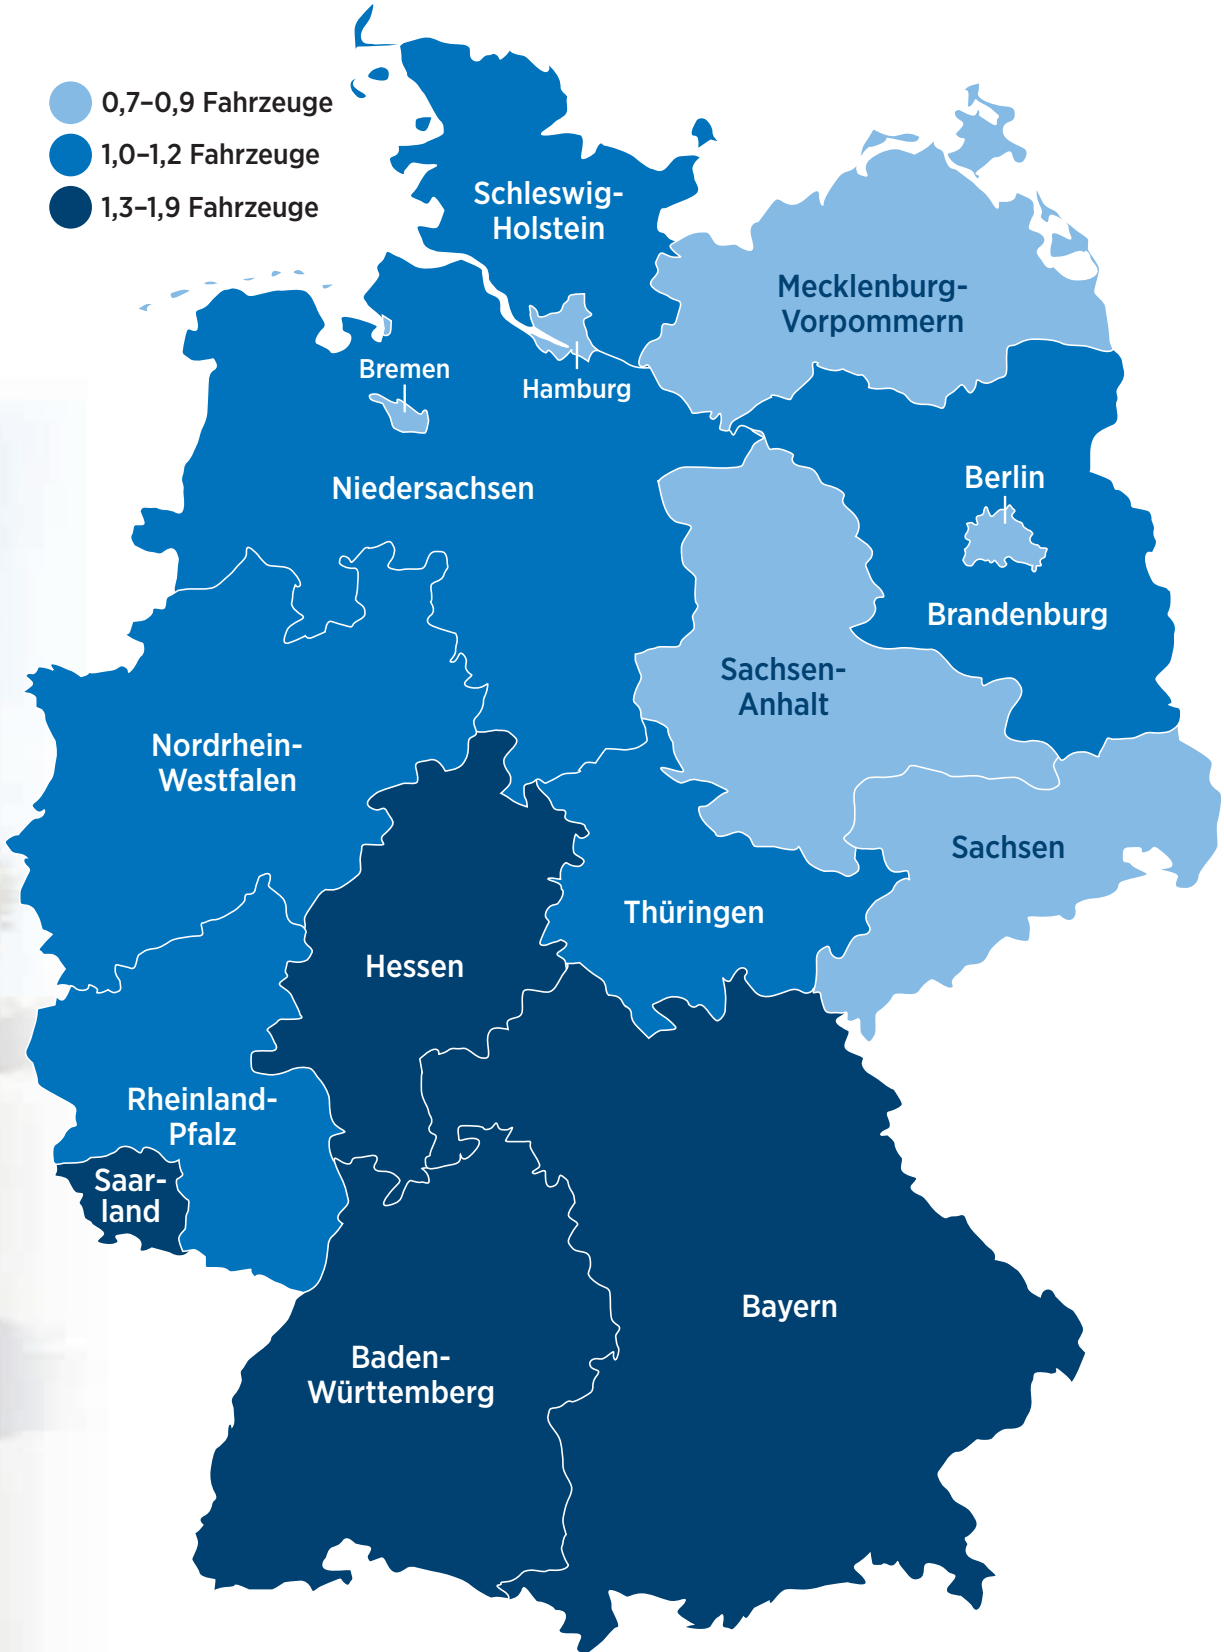 0,7–0,9 Fahrzeuge
1,0–1,2 Fahrzeuge
1,3–1,9 Fahrzeuge
Schleswig-
Holstein
Mecklenburg-
Vorpommern
Bremen
Hamburg
Niedersachsen
Berlin
Brandenburg
Sachsen-
Anhalt
Nordrhein-
Westfalen
Sachsen
Thüringen
Hessen
Rheinland-
Pfalz
Saar-
land
Bayern
Baden-
Württemberg